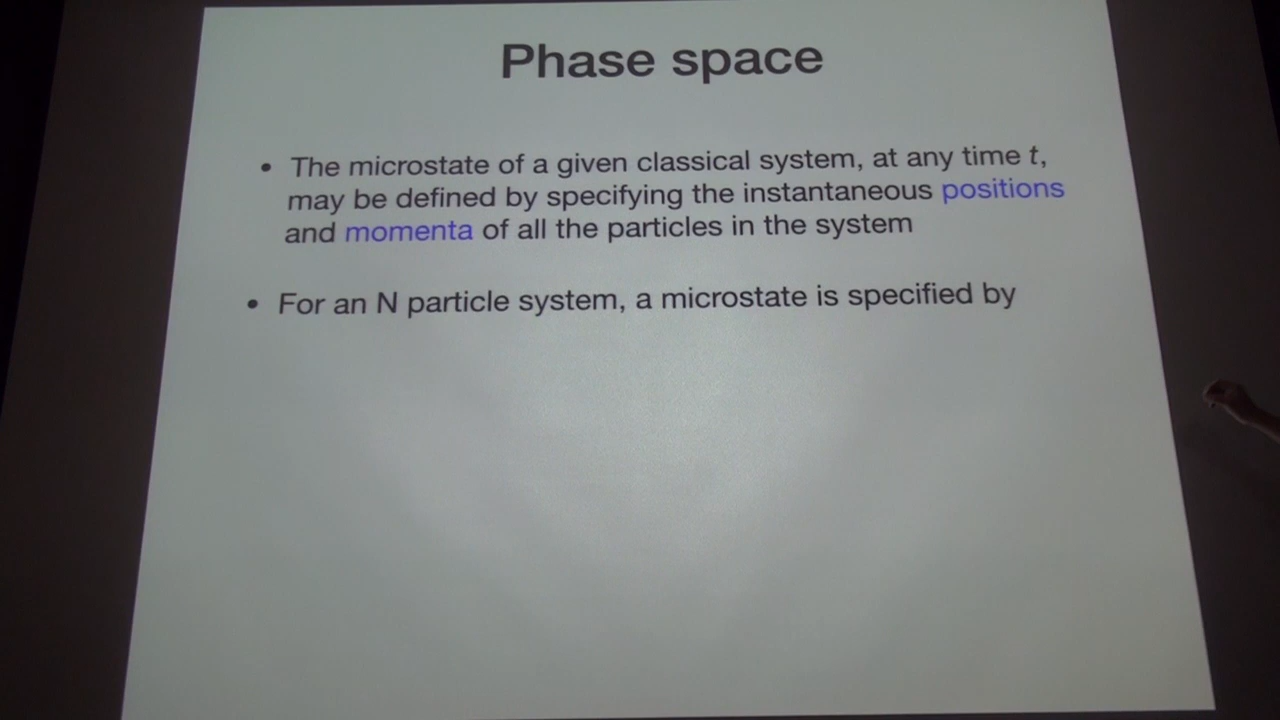 Phase space
• The microstate of a given classical system, at any time t,
may be defined by specifying the instantaneous positions
and momenta of all the particles in the system
• For an N particle system, a microstate is specified by